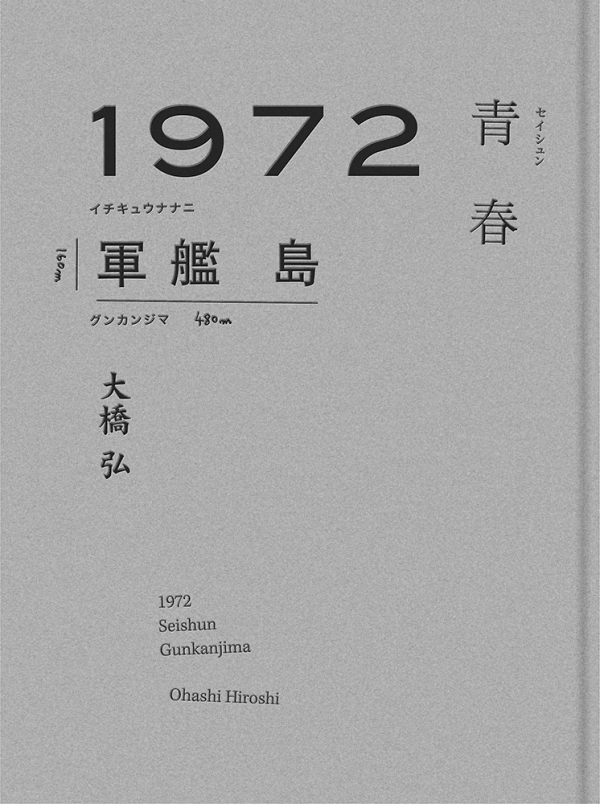 1972
イチキュウナナニ
青春
セイシュン
軍艦島
160m
グンカンジマ 480m
大橋弘
1972
Seishun
Gunkanjima
Ohashi Hiroshi